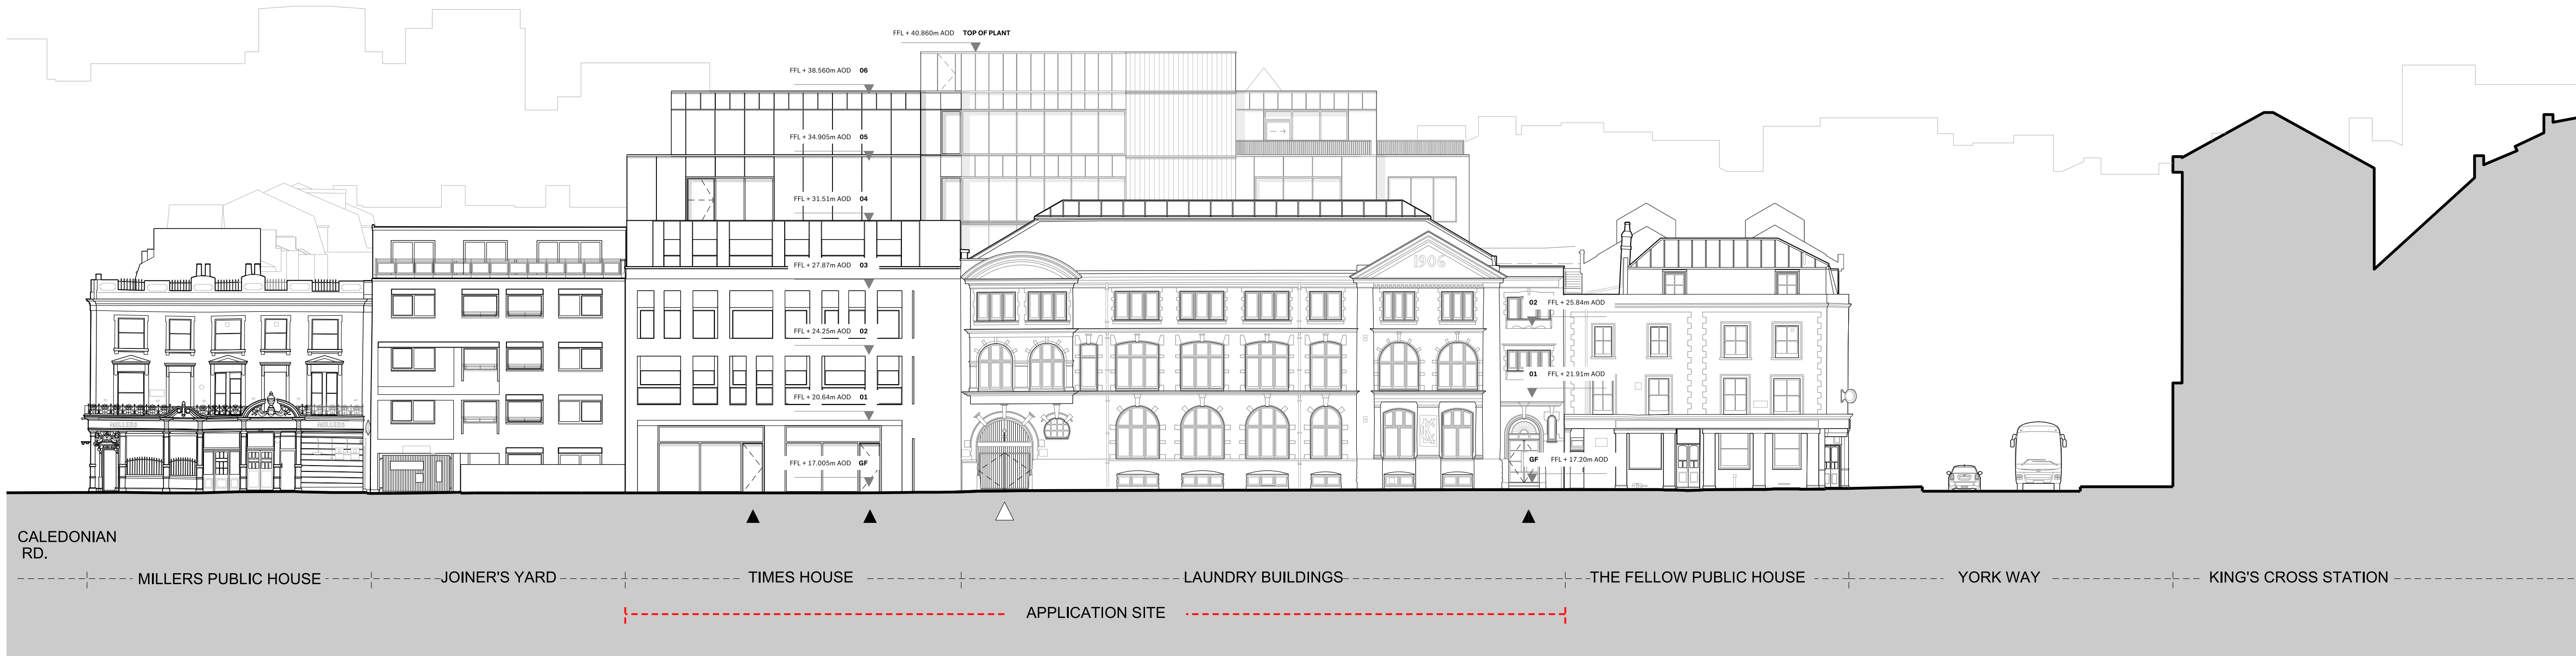 FFL + 40.860m AOD TOP OF PLANT
FFL + 38.560m AOD 06
FFL + 34.905m AOD 05
FFL + 31.51m AOD 04
FFL + 27.87m AOD 03
1906
02 FFL + 25.84m AOD
FFL + 24.25m AOD 02
01 FFL + 21.91m AOD
FFL + 20.64m AOD 01
MILLERS MILLERS
FFL + 17.005m AOD GF
GF FFL + 17.20m AOD
CALEDONIAN
RD.
MILLERS PUBLIC HOUSE JOINER'S YARD TIMES HOUSE LAUNDRY BUILDINGS THE FELLOW PUBLIC HOUSE YORK WAY KING'S CROSS STATION
APPLICATION SITE